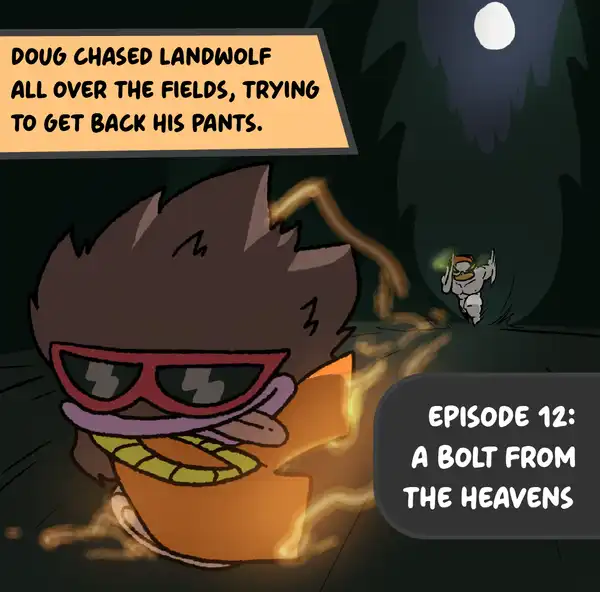 DOUG CHASED LANDWOLF
ALL OVER THE FIELDS, TRYING
TO GET BACK HIS PANTS.
EPISODE 12:
A BOLT FROM
THE HEAVENS